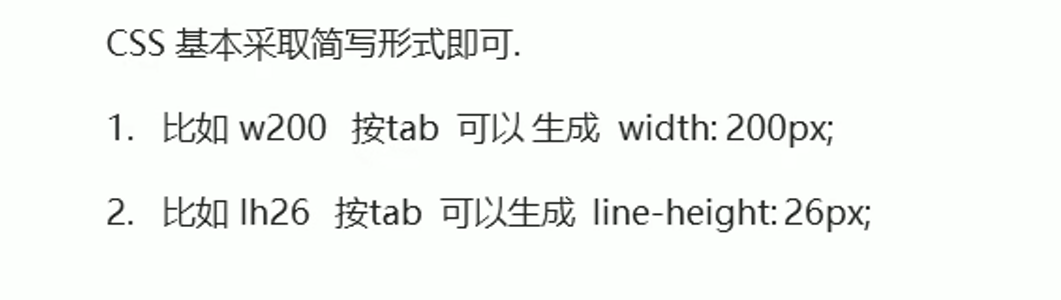 CSS 基本采取简写形式即可.
1. 比如 w200 按tab 可以 生成 width: 200px;
2. 比如 lh26 按tab 可以生成 line-height: 26px;